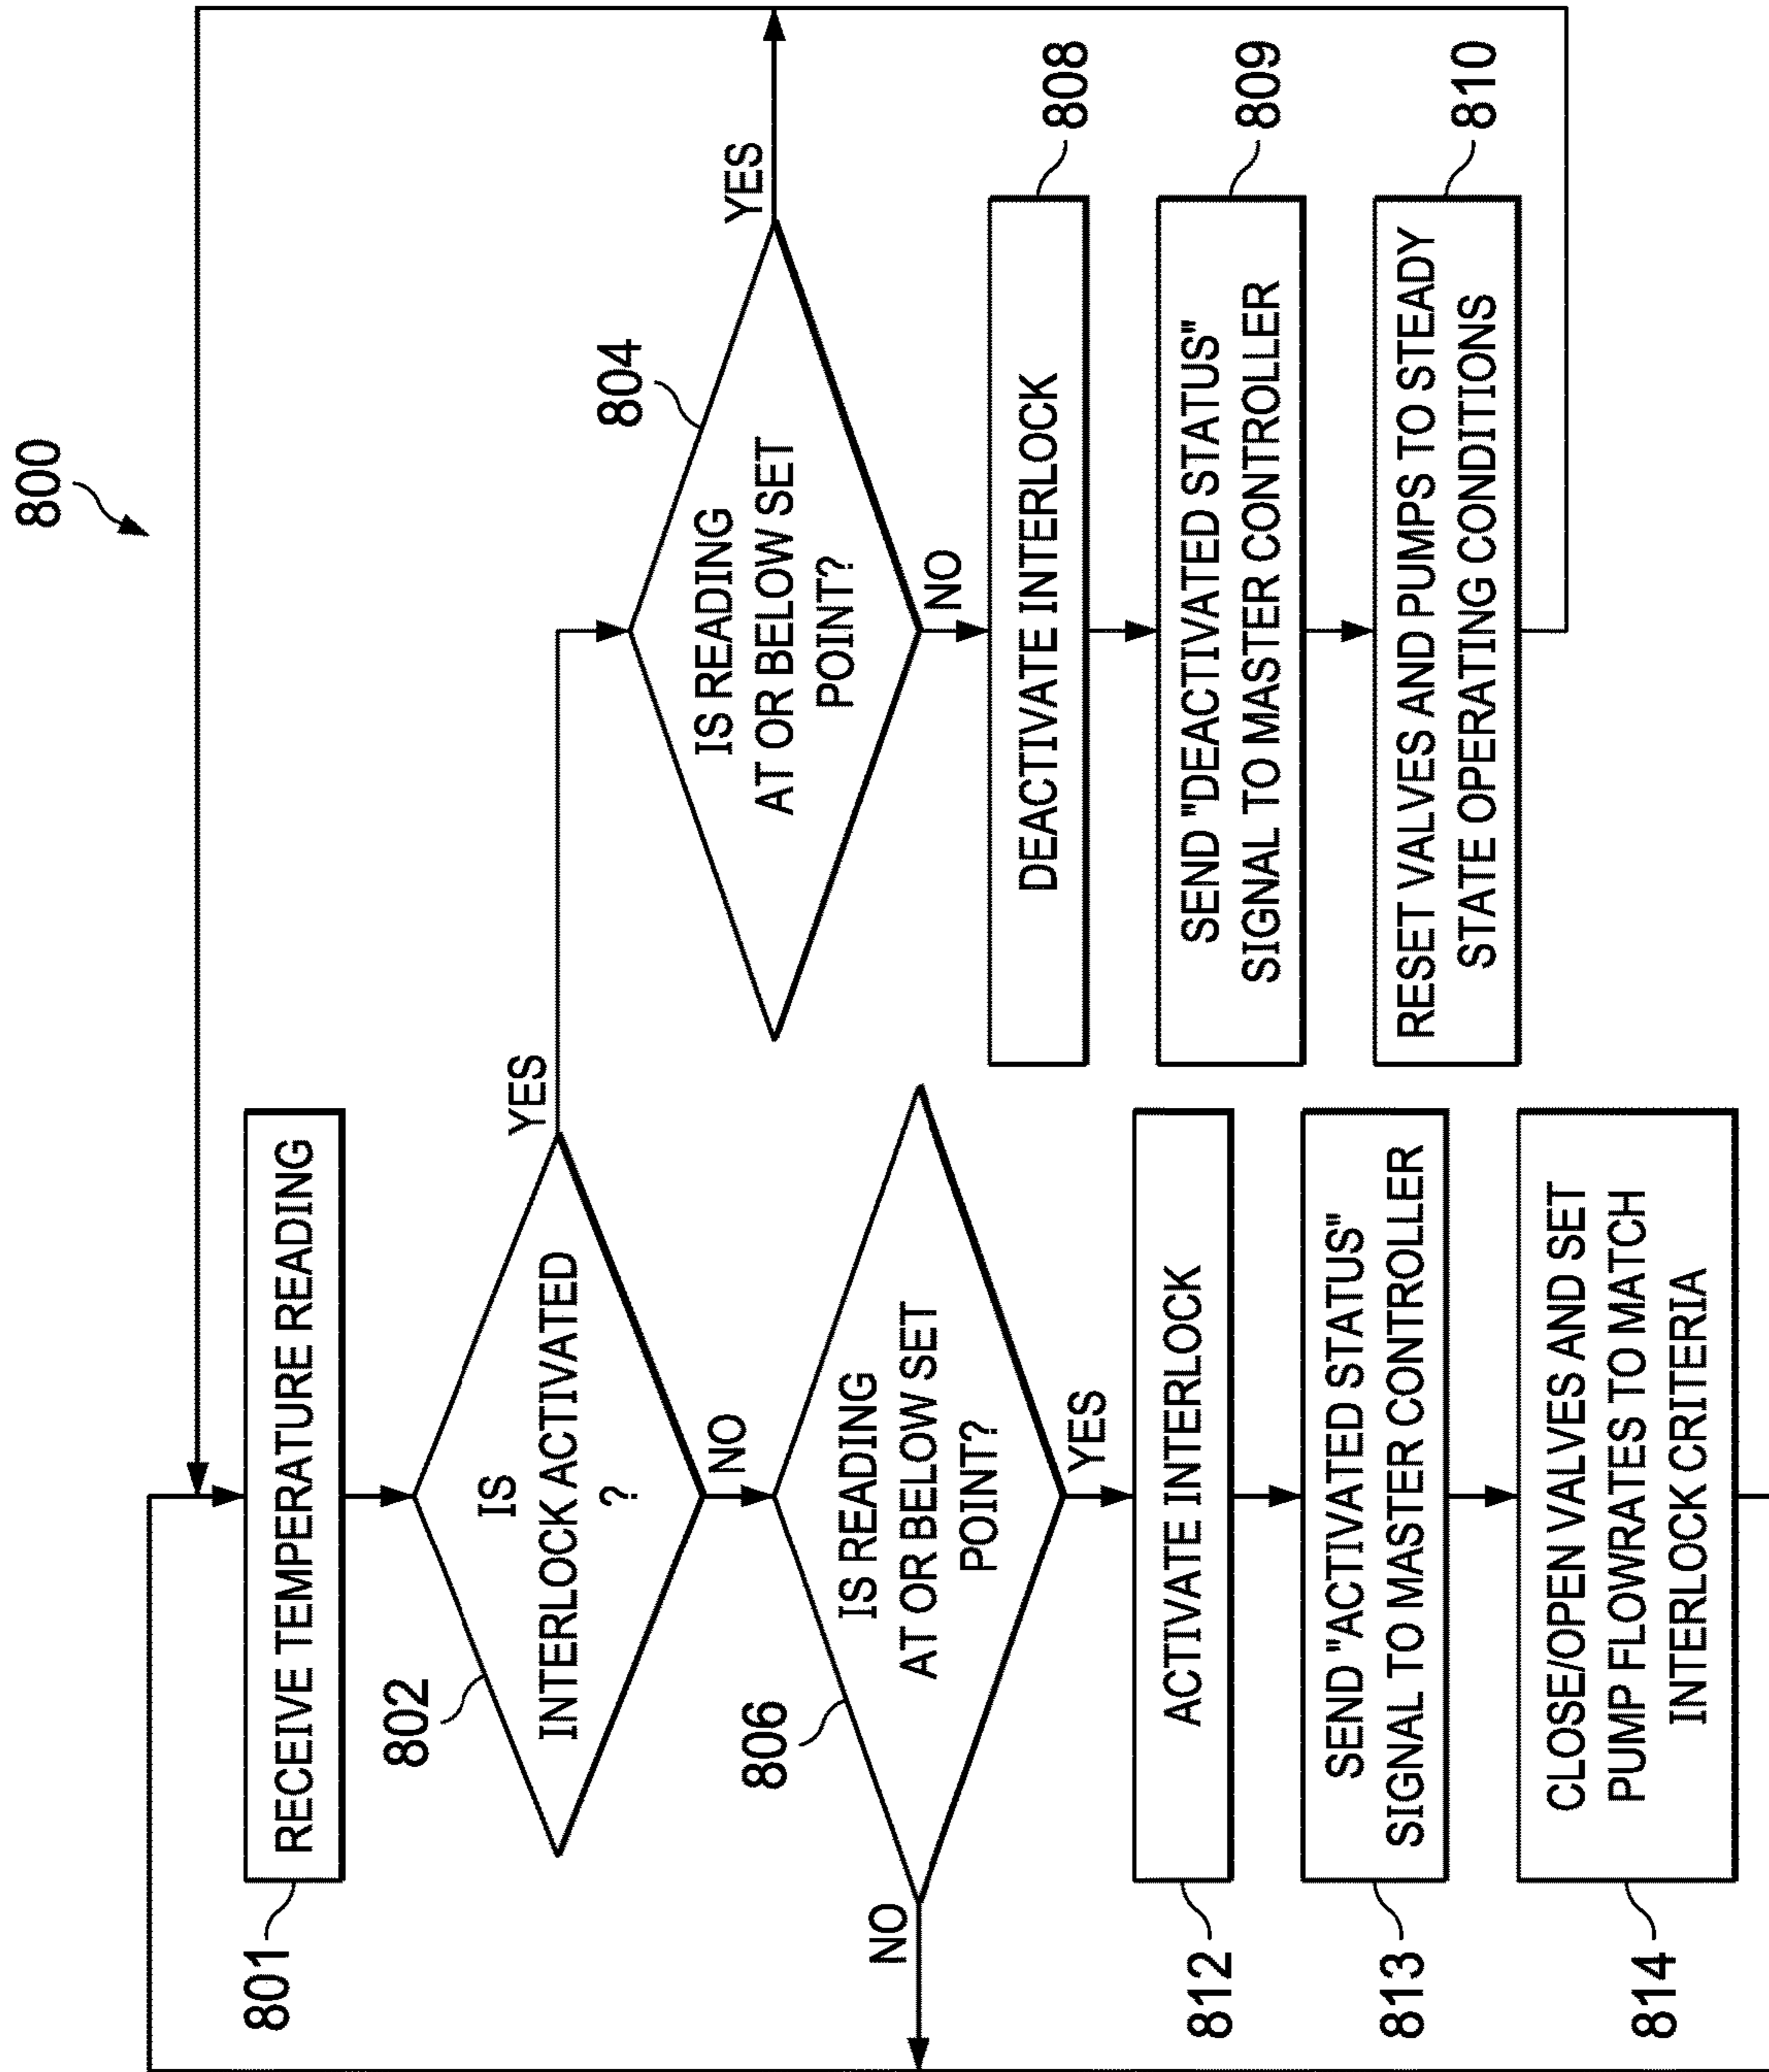 800
801
RECEIVE TEMPERATURE READING
802
IS
INTERLOCK ACTIVATED
?
YES
NO
804
IS READING
AT OR BELOW SET
POINT?
YES
NO
806
IS READING
AT OR BELOW SET
POINT?
NO
YES
DEACTIVATE INTERLOCK
808
SEND "DEACTIVATED STATUS"
SIGNAL TO MASTER CONTROLLER
809
RESET VALVES AND PUMPS TO STEADY
STATE OPERATING CONDITIONS
810
812
ACTIVATE INTERLOCK
813
SEND "ACTIVATED STATUS"
SIGNAL TO MASTER CONTROLLER
814
CLOSE/OPEN VALVES AND SET
PUMP FLOWRATES TO MATCH
INTERLOCK CRITERIA